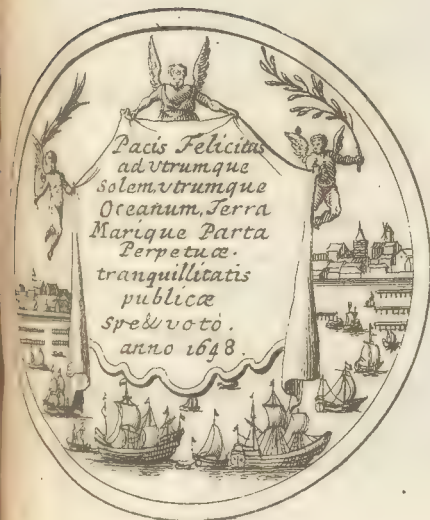 Pacis Felicitas
ad vtrumque
Solem vtrumque
Oceanum, Terra
Marique Parta
Perpetuæ.
tranquillitatis
publicæ
Spe & voto.
anno 1648